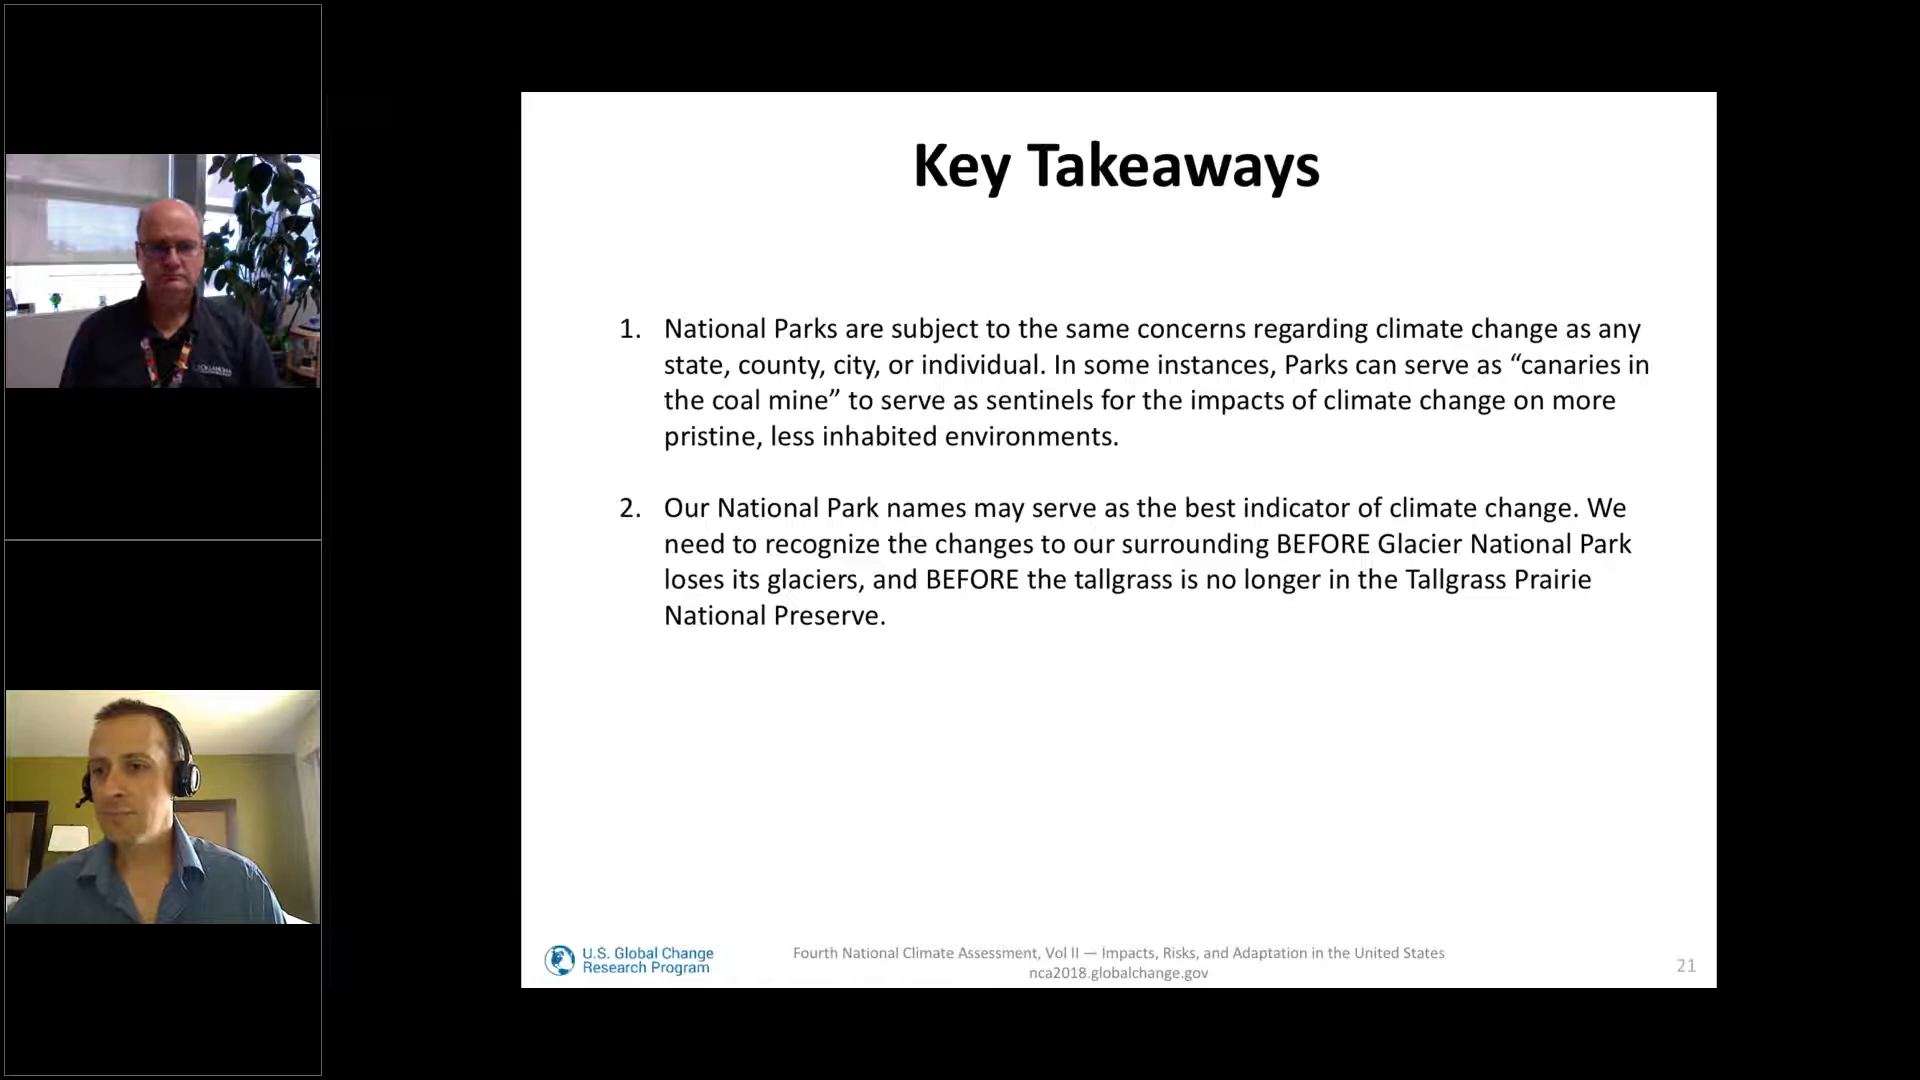 Key Takeaways
1. National Parks are subject to the same concerns regarding climate change as any
state, county, city, or individual. In some instances, Parks can serve as “canaries in
the coal mine” to serve as sentinels for the impacts of climate change on more
pristine, less inhabited environments.
2. Our National Park names may serve as the best indicator of climate change. We
need to recognize the changes to our surrounding BEFORE Glacier National Park
loses its glaciers, and BEFORE the tallgrass is no longer in the Tallgrass Prairie
National Preserve.
U.S. Global Change
Research Program
Fourth National Climate Assessment, Vol II — Impacts, Risks, and Adaptation in the United States
nca2018.globalchange.gov
21
OKLAHOMA